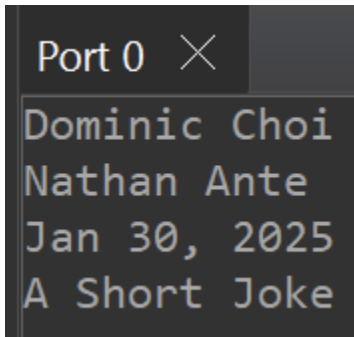 Port 0
Dominic Choi
Nathan Ante
Jan 30, 2025
A Short Joke